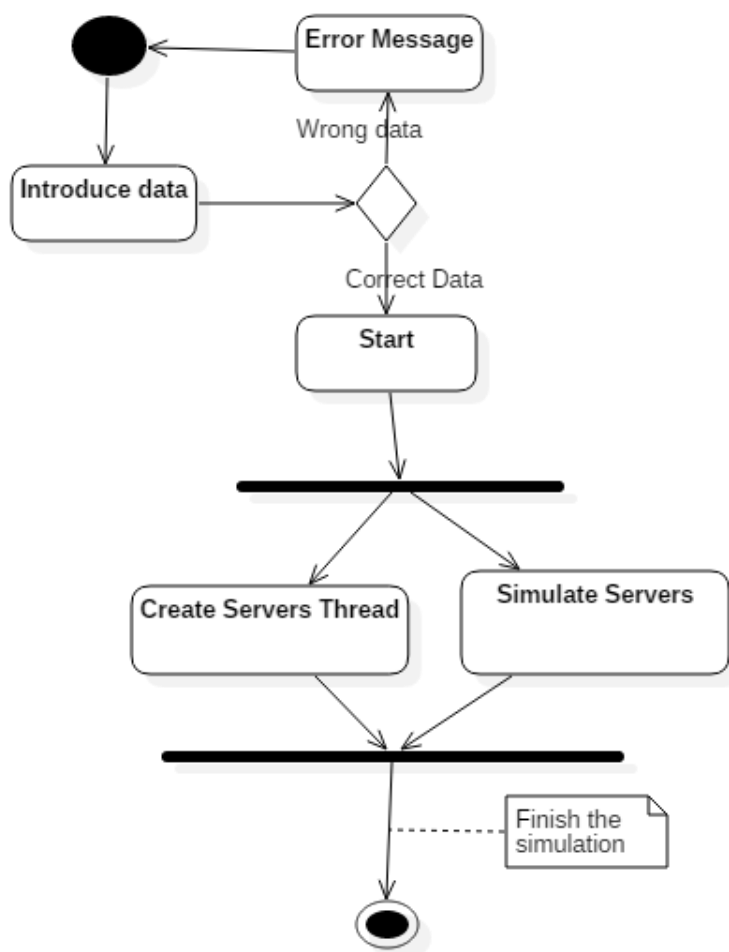 Error Message
Wrong data
Introduce data
Correct Data
Start
Create Servers Thread
Simulate Servers
Finish the
simulation